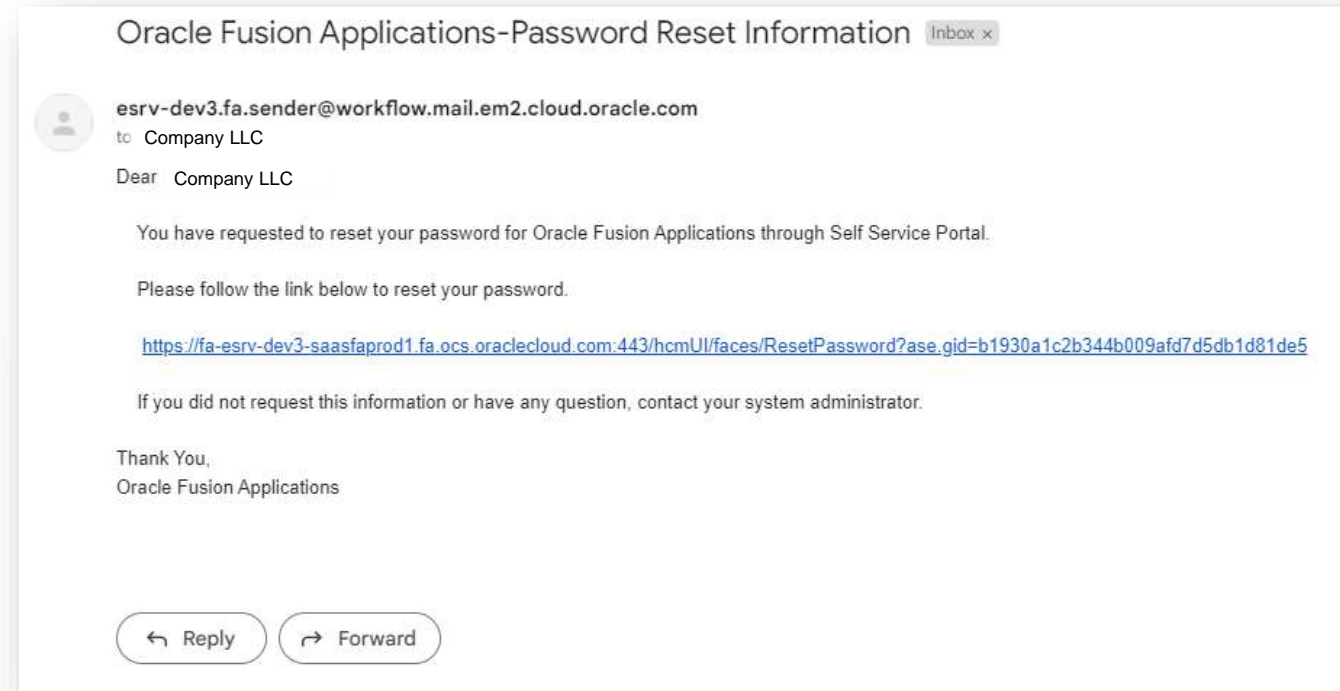 Oracle Fusion Applications-Password Reset Information Inbox ×
esrv-dev3.fa.sender@workflow.mail.em2.cloud.oracle.com
to Company LLC
Dear Company LLC
You have requested to reset your password for Oracle Fusion Applications through Self Service Portal.
Please follow the link below to reset your password.
https://fa-esrv-dev3-saasfaprod1.fa.ocs.oraclecloud.com:443/hcmUI/faces/ResetPassword?ase.gid=b1930a1c2b344b009afd7d5db1d81de5
If you did not request this information or have any question, contact your system administrator.
Thank You,
Oracle Fusion Applications
Reply Forward